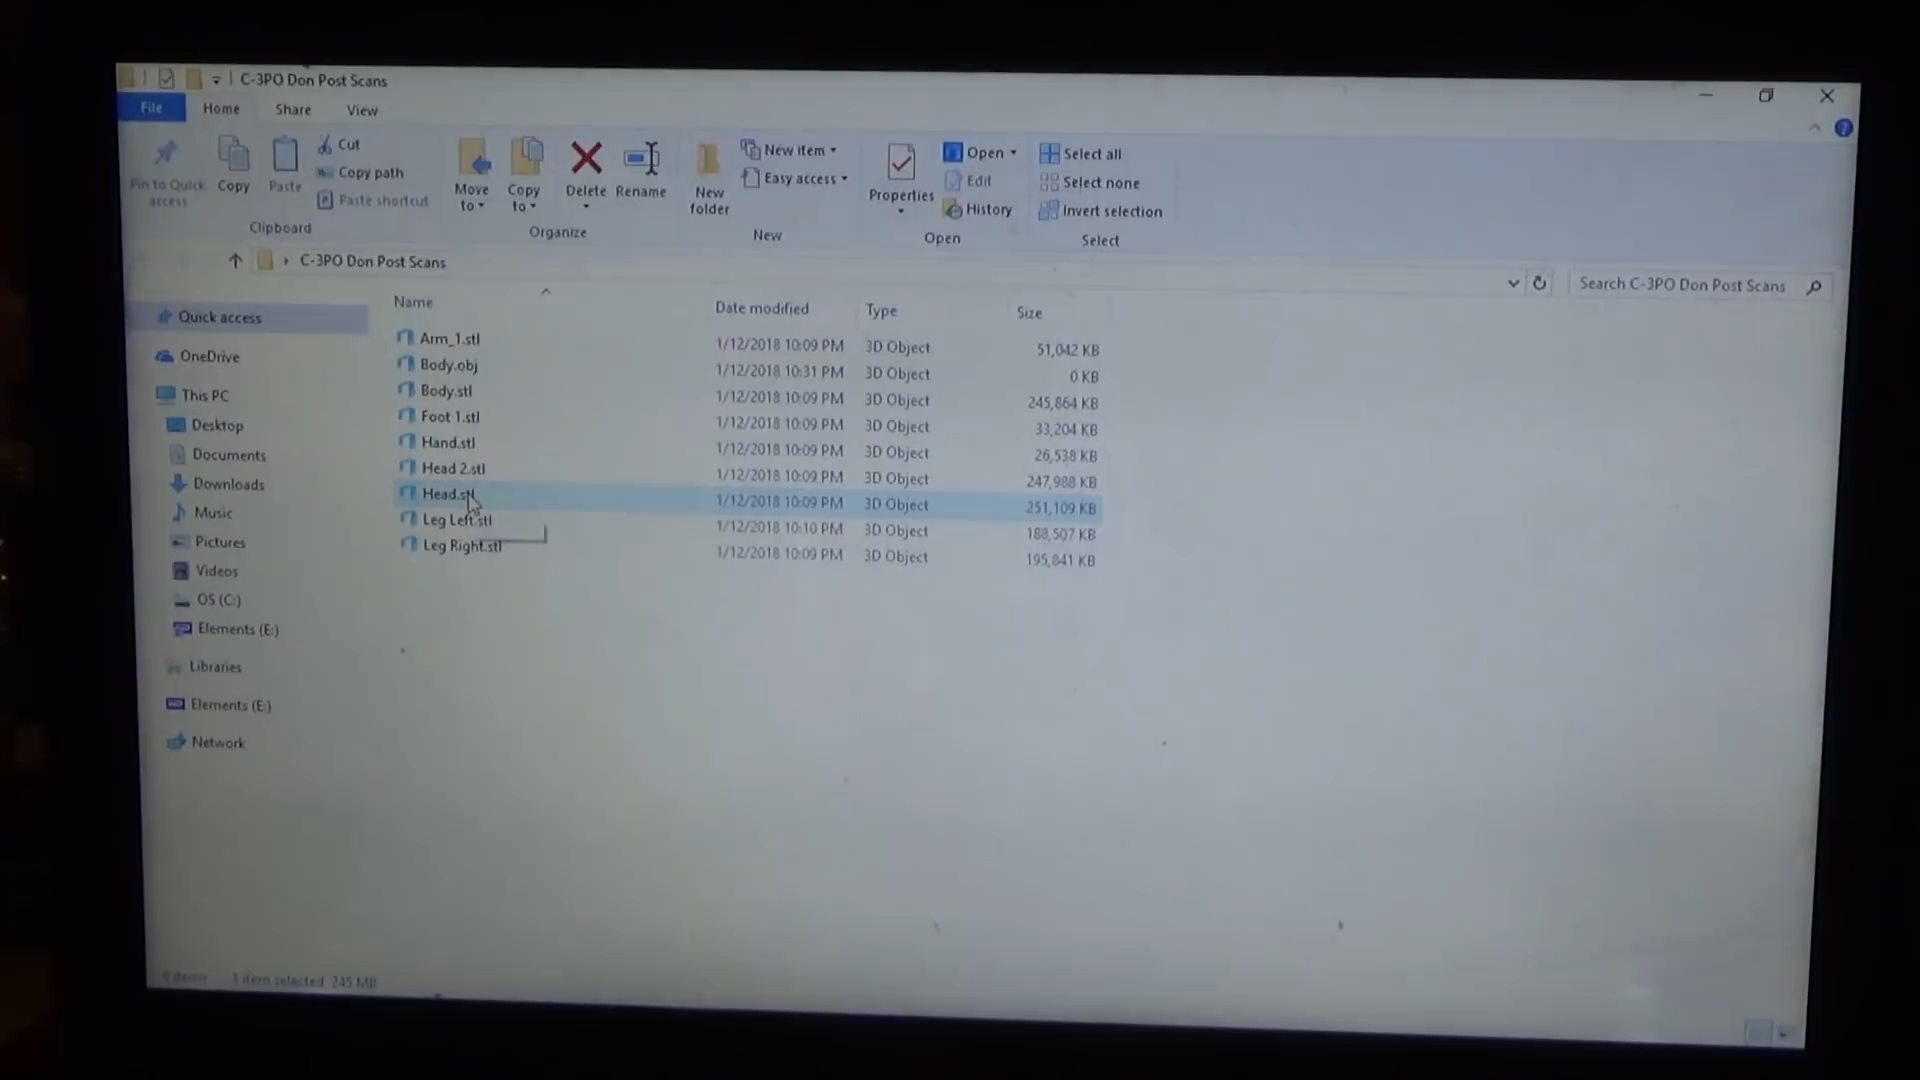 C-3PO Don Post Scans
File Home Share View
Pin to Quick access
Copy
Paste
Cut
Copy path
Paste shortcut
Clipboard
Move to
Copy to
Delete
Rename
Organize
New folder
New item
Easy access
New
Properties
Open
Edit
History
Open
Select all
Select none
Invert selection
Select
C-3PO Don Post Scans
Search C-3PO Don Post Scans
Quick access
OneDrive
This PC
Desktop
Documents
Downloads
Music
Pictures
Videos
OS (C:)
Elements (E:)
Libraries
Elements (E:)
Network
Name Date modified Type Size
Arm_1.stl 1/12/2018 10:09 PM 3D Object 51,042 KB
Body.obj 1/12/2018 10:31 PM 3D Object 0 KB
Body.stl 1/12/2018 10:09 PM 3D Object 245,864 KB
Foot 1.stl 1/12/2018 10:09 PM 3D Object 33,204 KB
Hand.stl 1/12/2018 10:09 PM 3D Object 26,538 KB
Head 2.stl 1/12/2018 10:09 PM 3D Object 247,988 KB
Head.stl 1/12/2018 10:09 PM 3D Object 251,109 KB
Leg Left.stl 1/12/2018 10:10 PM 3D Object 188,507 KB
Leg Right.stl 1/12/2018 10:09 PM 3D Object 195,841 KB
items 1 item selected 245 MB